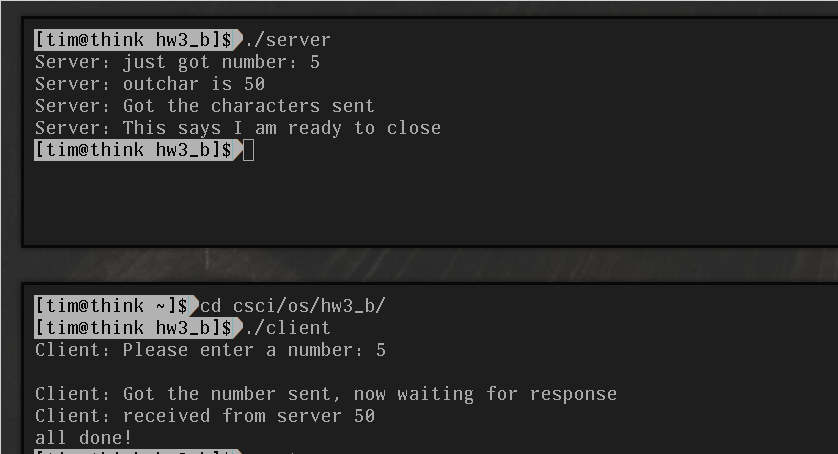 [tim@think hw3_b]$ ./server
Server: just got number: 5
Server: outchar is 50
Server: Got the characters sent
Server: This says I am ready to close
[tim@think hw3_b]$
[tim@think ~]$ cd csci/os/hw3_b/
[tim@think hw3_b]$ ./client
Client: Please enter a number: 5
Client: Got the number sent, now waiting for response
Client: received from server 50
all done!